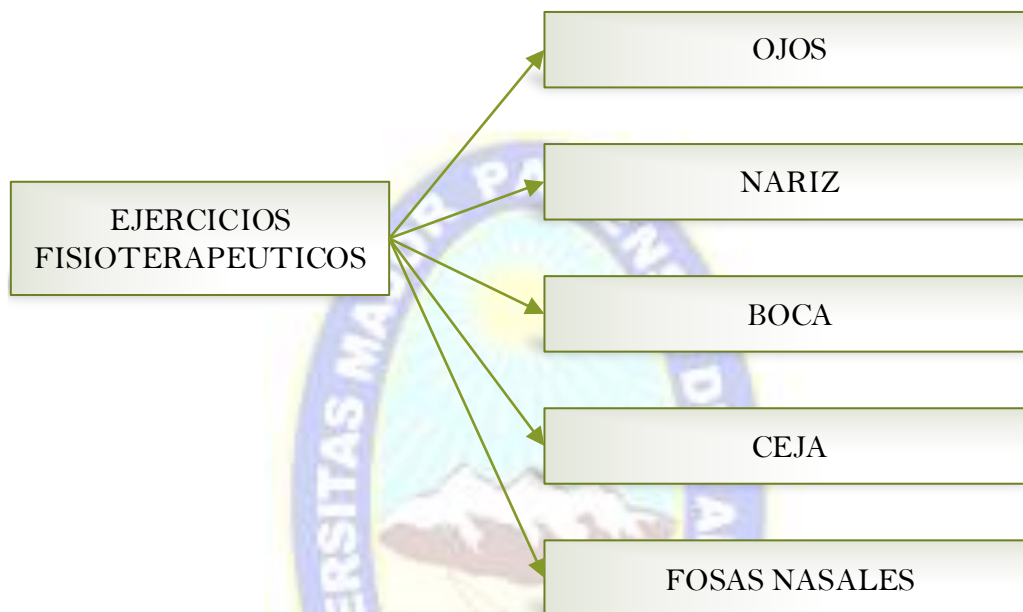 EJERCICIOS
FISIOTERAPEUTICOS
OJOS
NARIZ
BOCA
CEJA
FOSAS NASALES